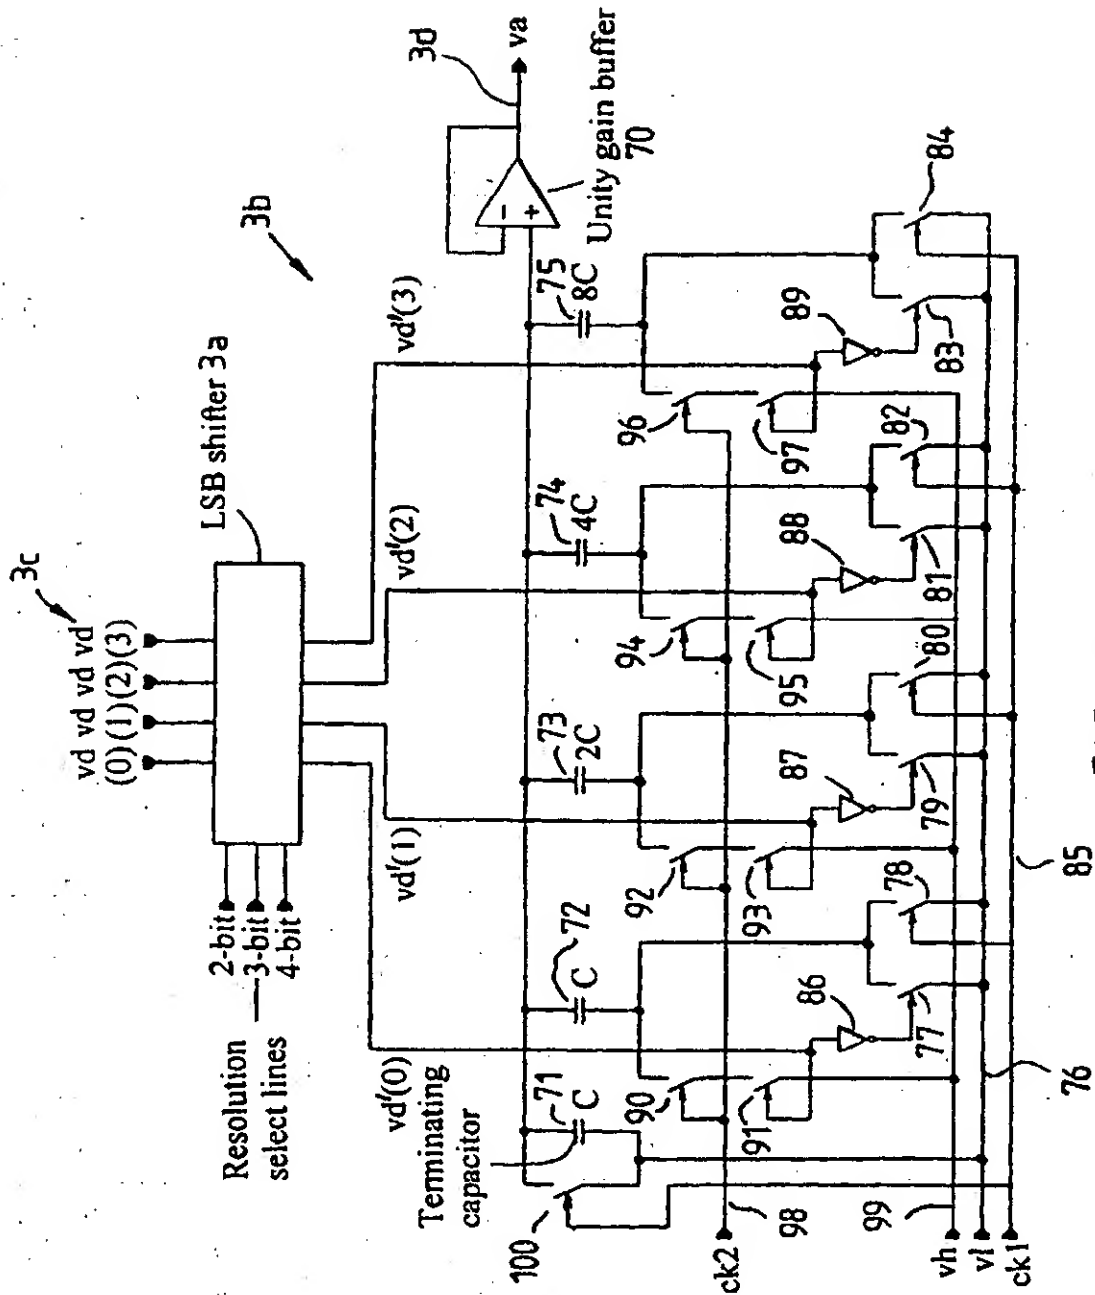 3c
vd vd vd vd
(0)(1)(2)(3)
LSB shifter 3a
2-bit
3-bit
4-bit
Resolution
select lines
3b
3d
va
Unity gain buffer
70
−
+
vd'(0)
vd'(1)
vd'(2)
vd'(3)
Terminating
capacitor
71
C
72
C
73
2C
74
4C
75
8C
100
90
91
92
93
94
95
96
97
86
87
88
89
77
78
79
80
81
82
83
84
ck2
98
99
vh
vl
ck1
76
85